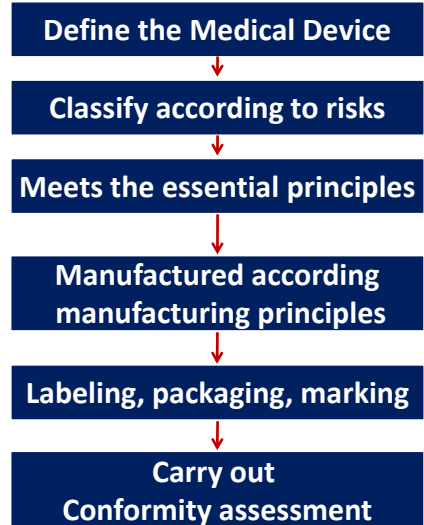 Define the Medical Device
Classify according to risks
Meets the essential principles
Manufactured according
manufacturing principles
Labeling, packaging, marking
Carry out
Conformity assessment